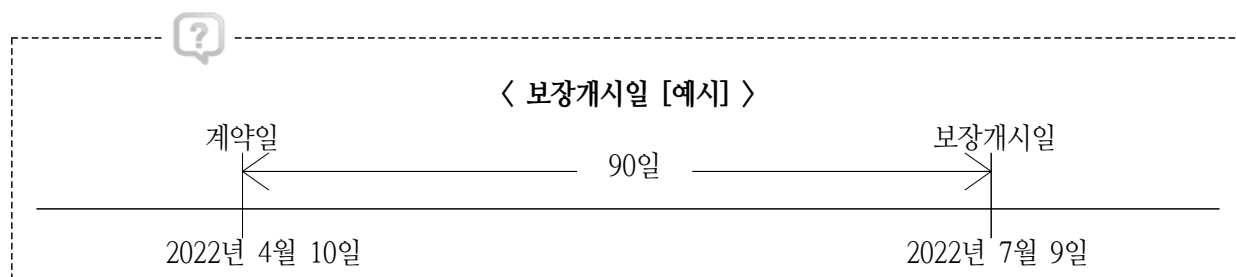 ?
< 보장개시일 [예시] >
계약일 보장개시일
90일
2022년 4월 10일 2022년 7월 9일